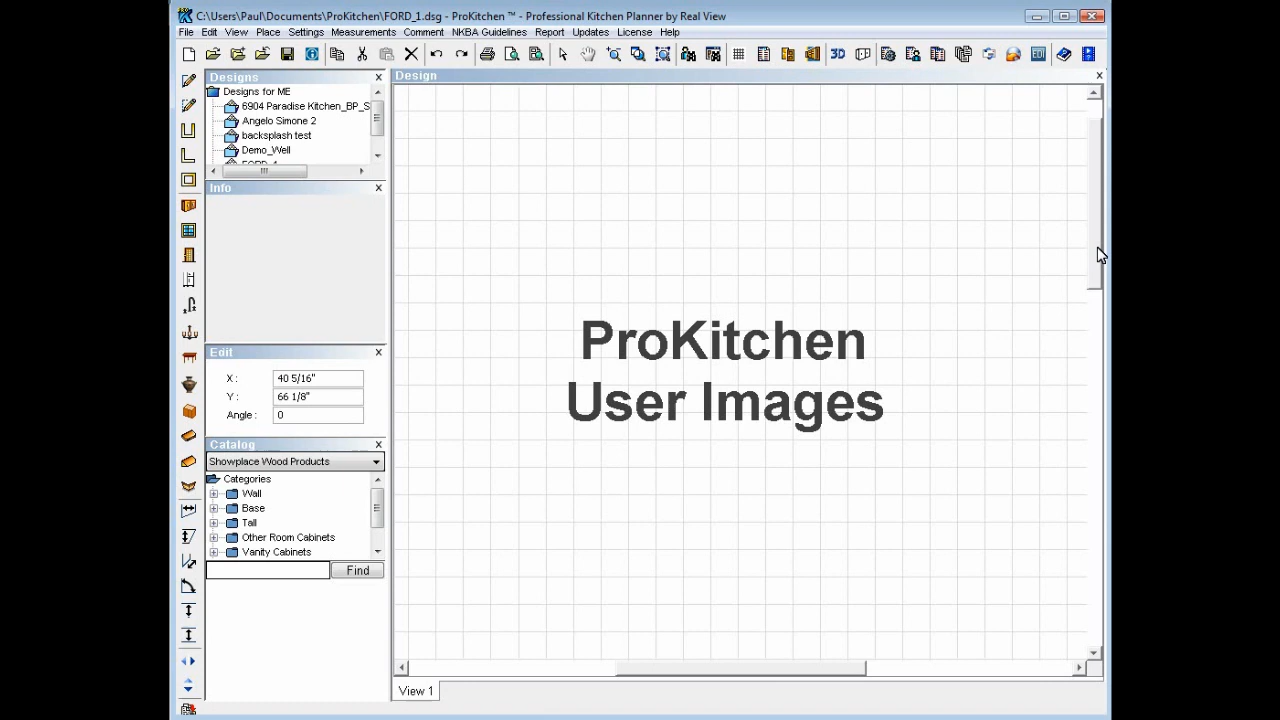 C:\Users\Paul\Documents\ProKitchen\FORD_1.dsg - ProKitchen ™ - Professional Kitchen Planner by Real View
File Edit View Place Settings Measurements Comment NKBA Guidelines Report Updates License Help
3D
Designs
Designs for ME
6904 Paradise Kitchen_BP_S
Angelo Simone 2
backsplash test
Demo_Well
Info
Edit
X : 40 5/16"
Y : 66 1/8"
Angle : 0
Catalog
Showplace Wood Products
Categories
Wall
Base
Tall
Other Room Cabinets
Vanity Cabinets
Find
Design
ProKitchen
User Images
View 1